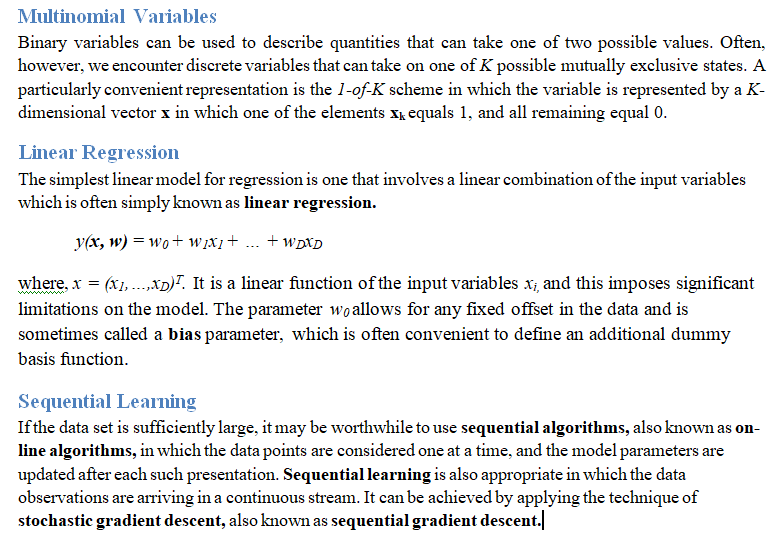 Multinomial Variables
Binary variables can be used to describe quantities that can take one of two possible values. Often,
however, we encounter discrete variables that can take on one of K possible mutually exclusive states. A
particularly convenient representation is the 1-of-K scheme in which the variable is represented by a K-
dimensional vector x in which one of the elements xₖ equals 1, and all remaining equal 0.
Linear Regression
The simplest linear model for regression is one that involves a linear combination of the input variables
which is often simply known as linear regression.
y(x, w) = w₀ + w₁x₁ + ... + w_Dx_D
where, x = (x₁, ...,x_D)ᵀ. It is a linear function of the input variables xᵢ, and this imposes significant
limitations on the model. The parameter w₀ allows for any fixed offset in the data and is
sometimes called a bias parameter, which is often convenient to define an additional dummy
basis function.
Sequential Learning
If the data set is sufficiently large, it may be worthwhile to use sequential algorithms, also known as on-
line algorithms, in which the data points are considered one at a time, and the model parameters are
updated after each such presentation. Sequential learning is also appropriate in which the data
observations are arriving in a continuous stream. It can be achieved by applying the technique of
stochastic gradient descent, also known as sequential gradient descent.